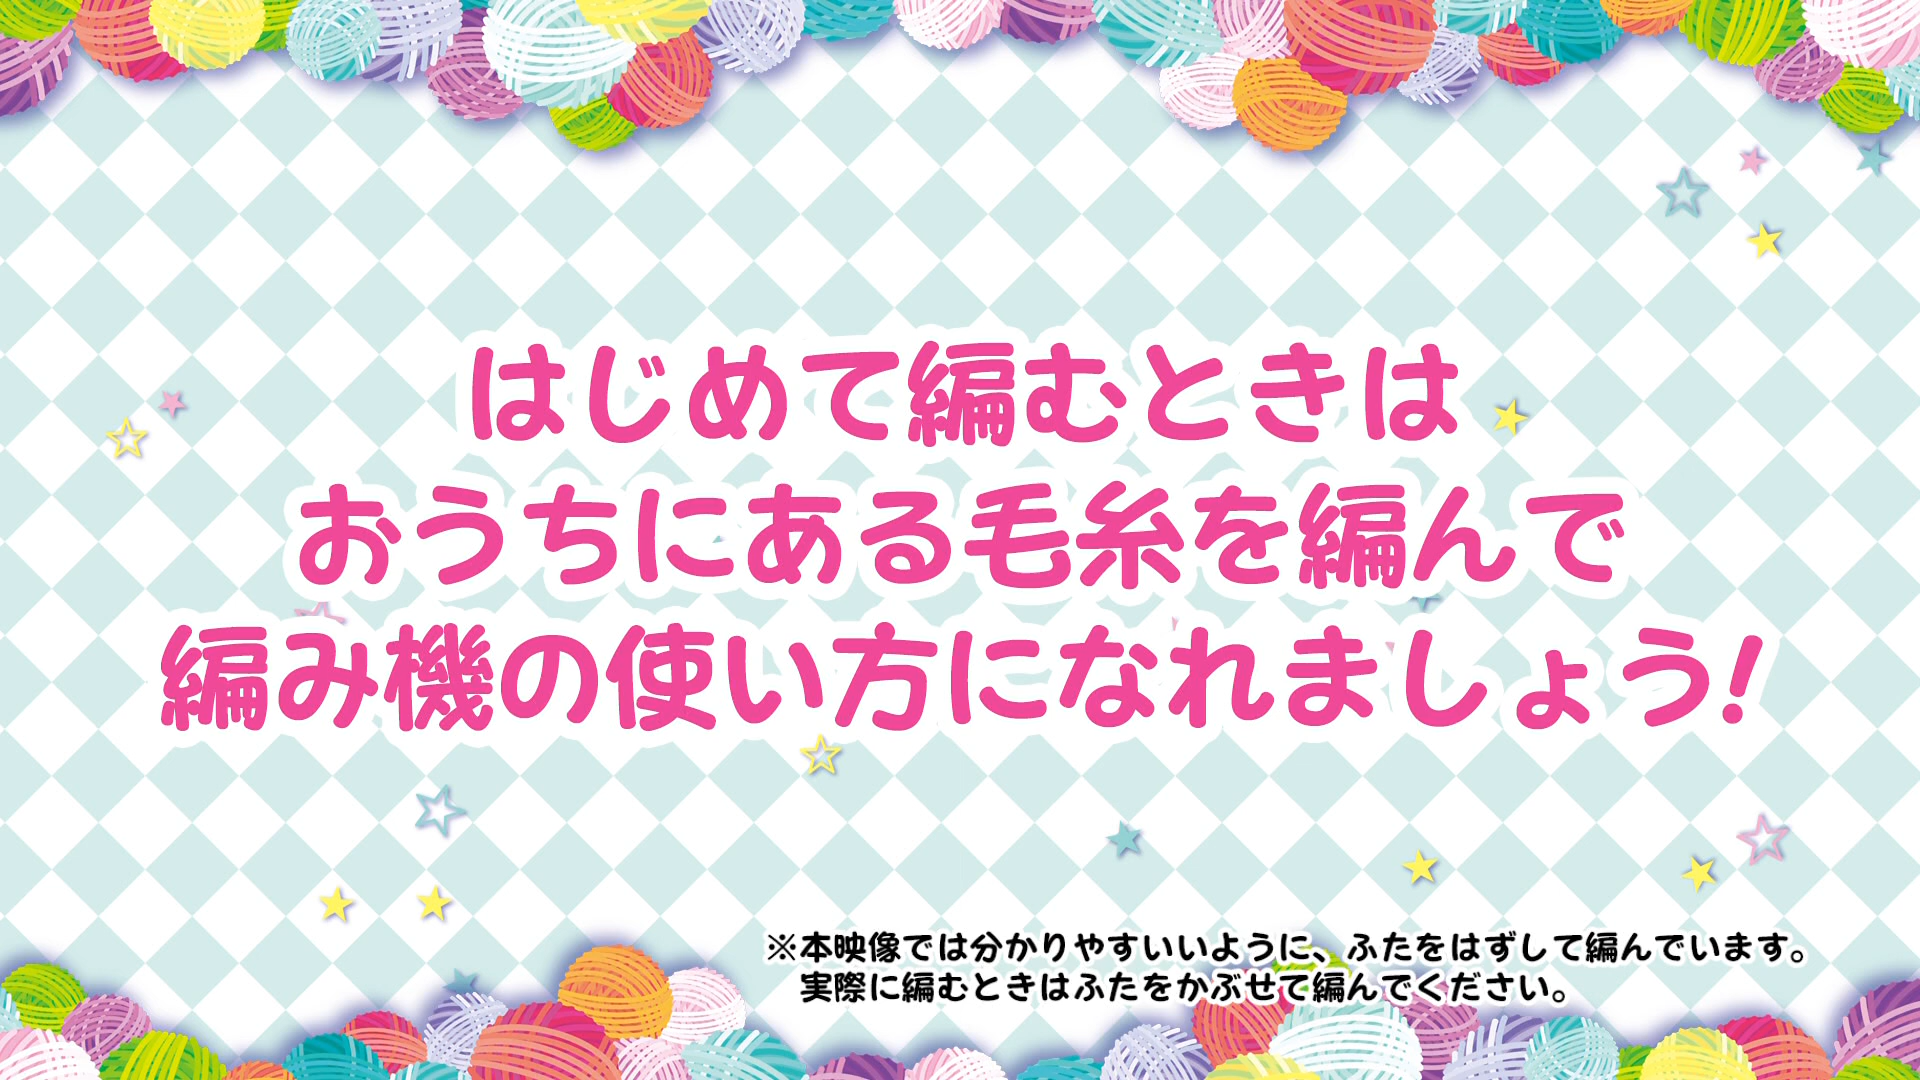 はじめて編むときは
おうちにある毛糸を編んで
編み機の使い方になれましょう!
※本映像では分かりやすいいように、ふたをはずして編んでいます。
実際に編むときはふたをかぶせて編んでください。